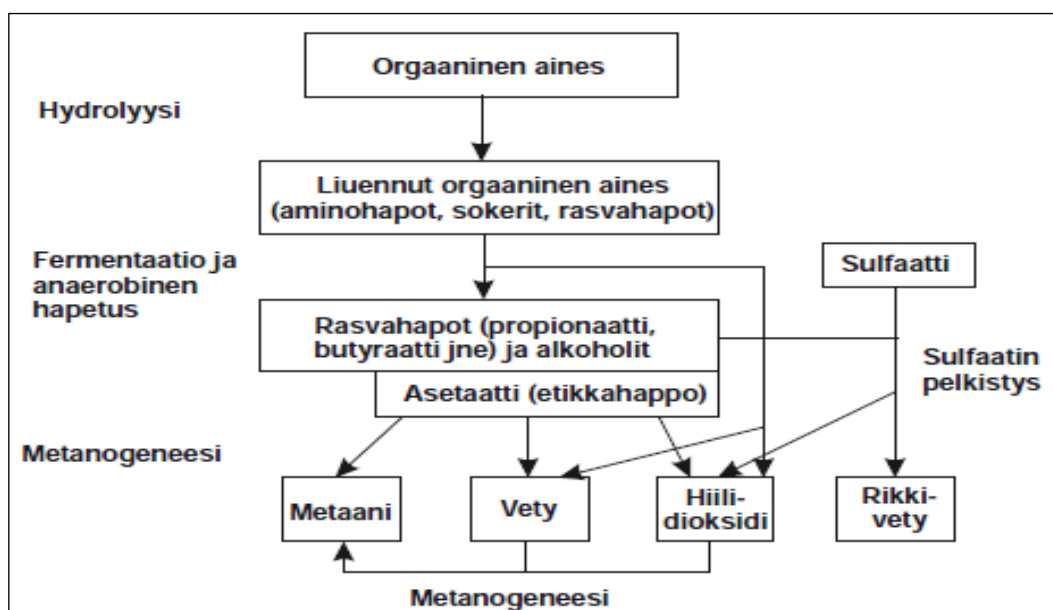 Orgaaninen aines
Hydrolyysi
Liuennut orgaaninen aines
(aminohapot, sokerit, rasvahapot)
Fermentaatio ja
anaerobinen
hapetus
Sulfaatti
Rasvahapot (propionaatti,
butyraatti jne) ja alkoholit
Sulfaatin
pelkistys
Asetaatti (etikkahappo)
Metanogeneesi
Metaani
Vety
Hiili-
dioksidi
Rikki-
vety
Metanogeneesi